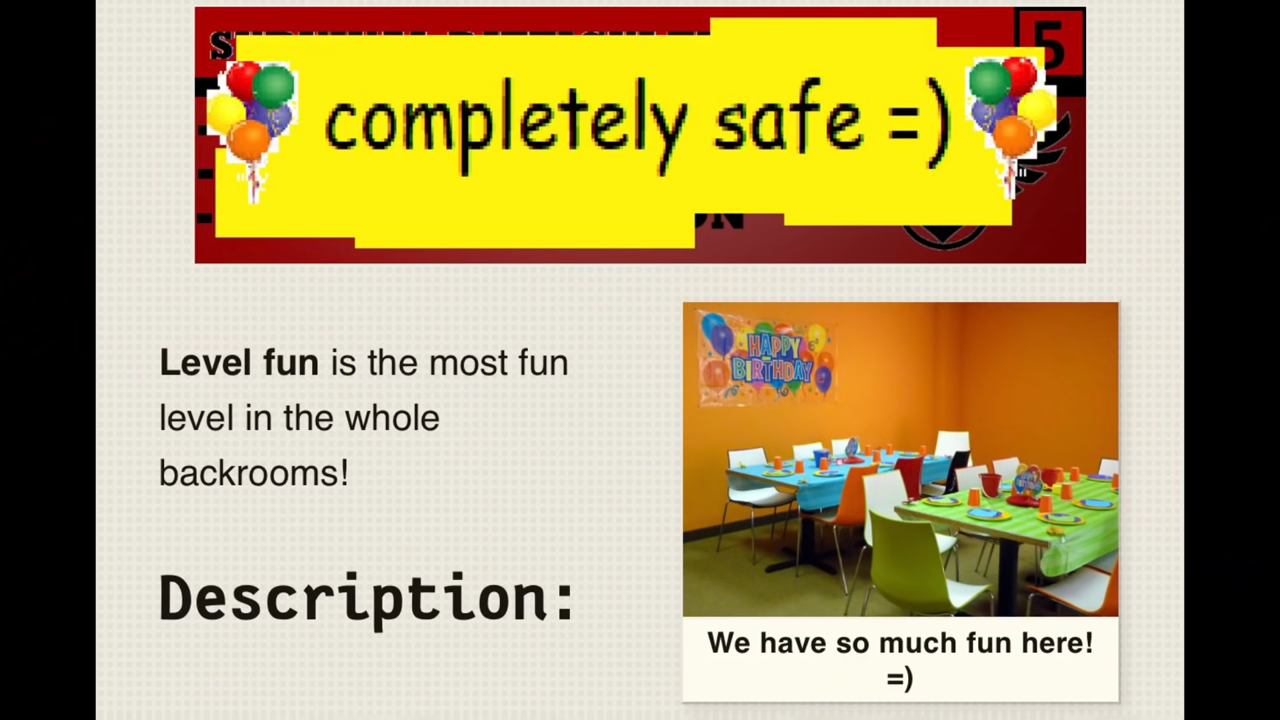 5
completely safe =)
HAPPY
BIRTHDAY
Level fun is the most fun
level in the whole
backrooms!
Description:
We have so much fun here!
=)